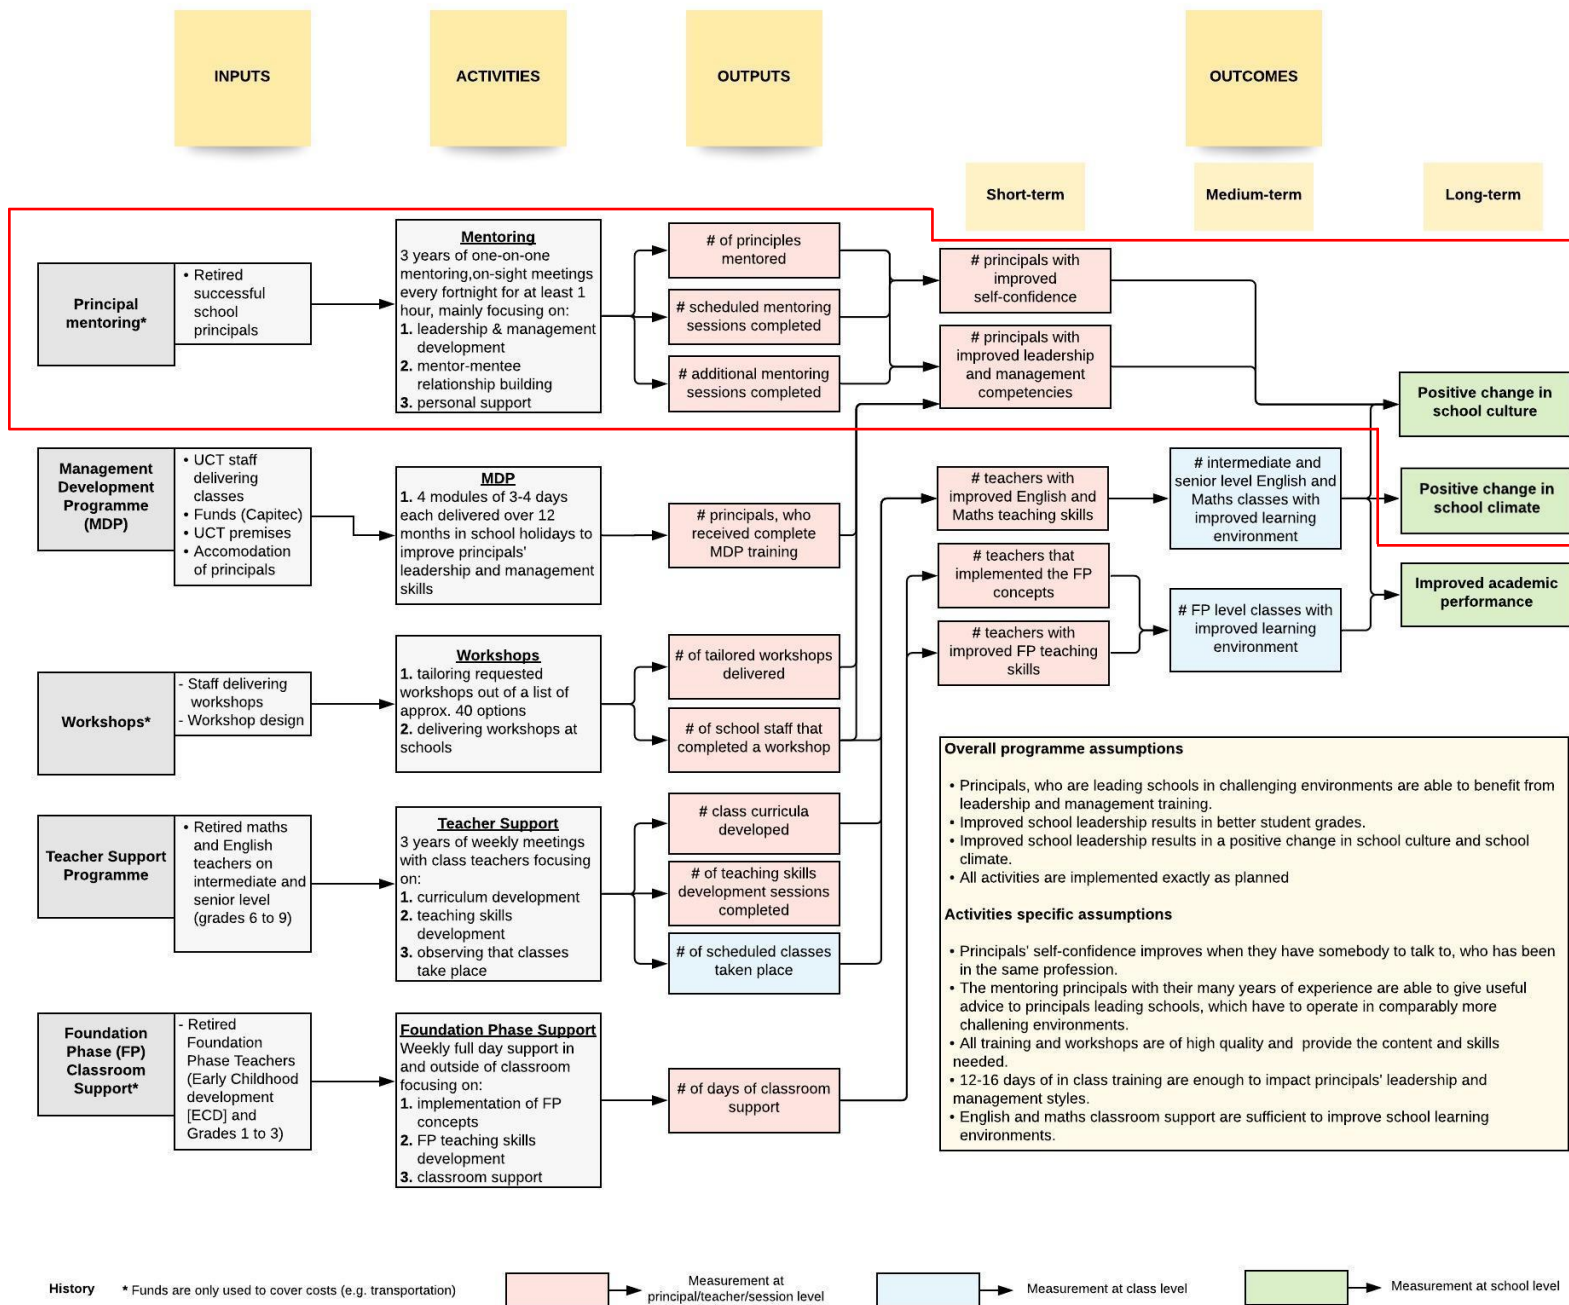 INPUTS
ACTIVITIES
OUTPUTS
OUTCOMES
Short-term
Medium-term
Long-term
Principal
mentoring*
• Retired
successful
school
principals
Mentoring
3 years of one-on-one
mentoring,on-sight meetings
every fortnight for at least 1
hour, mainly focusing on:
1. leadership & management
development
2. mentor-mentee
relationship building
3. personal support
# of principles
mentored
# scheduled mentoring
sessions completed
# additional mentoring
sessions completed
# principals with
improved
self-confidence
# principals with
improved leadership
and management
competencies
Positive change in
school culture
Management
Development
Programme
(MDP)
• UCT staff
delivering
classes
• Funds (Capitec)
• UCT premises
• Accomodation
of principals
MDP
1. 4 modules of 3-4 days
each delivered over 12
months in school holidays to
improve principals'
leadership and management
skills
# principals, who
received complete
MDP training
# teachers with
improved English and
Maths teaching skills
# intermediate and
senior level English and
Maths classes with
improved learning
environment
Positive change in
school climate
# teachers that
implemented the FP
concepts
# teachers with
improved FP teaching
skills
# FP level classes with
improved learning
environment
Improved academic
performance
Workshops*
- Staff delivering
workshops
- Workshop design
Workshops
1. tailoring requested
workshops out of a list of
approx. 40 options
2. delivering workshops at
schools
# of tailored workshops
delivered
# of school staff that
completed a workshop
Teacher Support
Programme
• Retired maths
and English
teachers on
intermediate and
senior level
(grades 6 to 9)
Teacher Support
3 years of weekly meetings
with class teachers focusing
on:
1. curriculum development
2. teaching skills
development
3. observing that classes
take place
# class curricula
developed
# of teaching skills
development sessions
completed
# of scheduled classes
taken place
Foundation
Phase (FP)
Classroom
Support*
- Retired
Foundation
Phase Teachers
(Early Childhood
development
[ECD] and
Grades 1 to 3)
Foundation Phase Support
Weekly full day support in
and outside of classroom
focusing on:
1. implementation of FP
concepts
2. FP teaching skills
development
3. classroom support
# of days of classroom
support
Overall programme assumptions
• Principals, who are leading schools in challenging environments are able to benefit from
leadership and management training.
• Improved school leadership results in better student grades.
• Improved school leadership results in a positive change in school culture and school
climate.
• All activities are implemented exactly as planned
Activities specific assumptions
• Principals' self-confidence improves when they have somebody to talk to, who has been
in the same profession.
• The mentoring principals with their many years of experience are able to give useful
advice to principals leading schools, which have to operate in comparably more
challening environments.
• All training and workshops are of high quality and provide the content and skills
needed.
• 12-16 days of in class training are enough to impact principals' leadership and
management styles.
• English and maths classroom support are sufficient to improve school learning
environments.
History
* Funds are only used to cover costs (e.g. transportation)
Measurement at
principal/teacher/session level
Measurement at class level
Measurement at school level